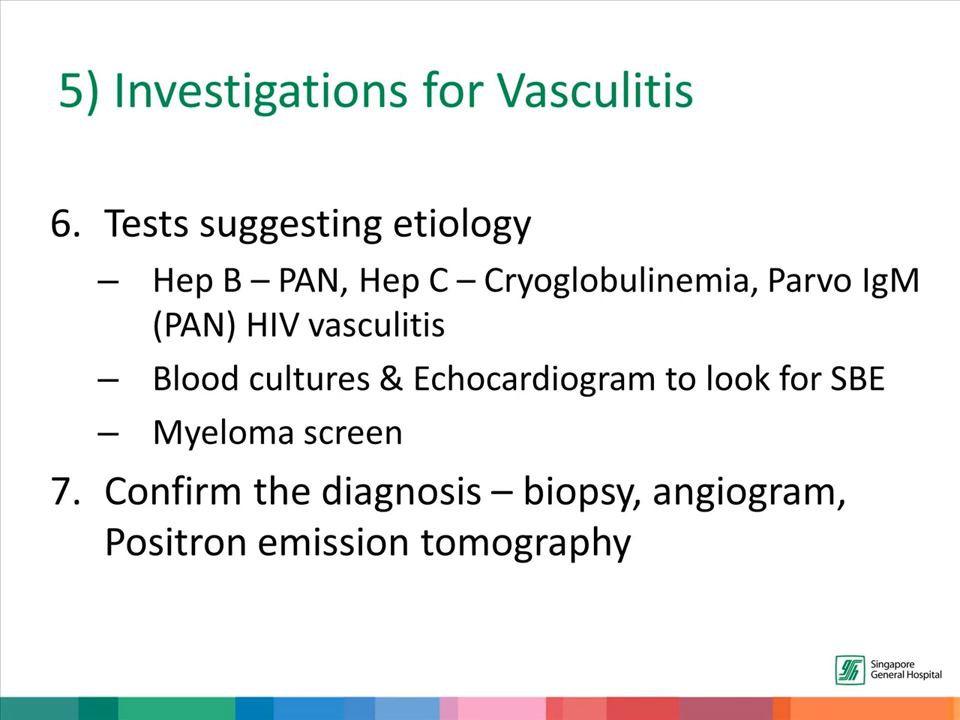 5) Investigations for Vasculitis
6. Tests suggesting etiology
– Hep B – PAN, Hep C – Cryoglobulinemia, Parvo IgM
(PAN) HIV vasculitis
– Blood cultures & Echocardiogram to look for SBE
– Myeloma screen
7. Confirm the diagnosis – biopsy, angiogram,
Positron emission tomography
Singapore
General Hospital